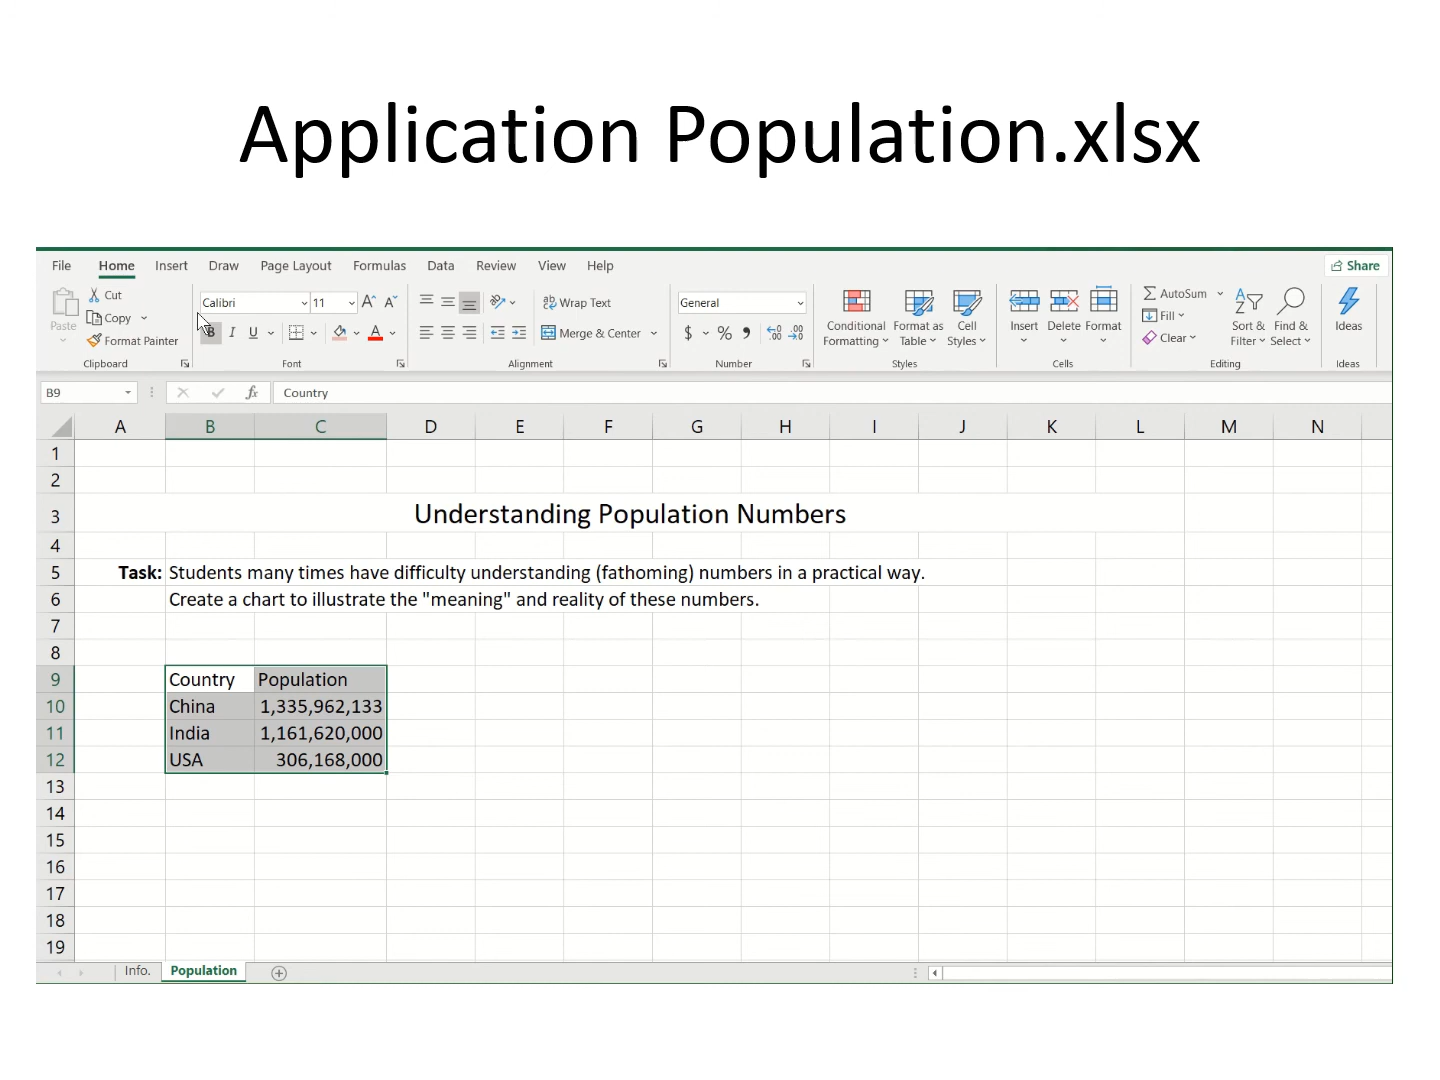 Application Population.xlsx
File Home Insert Draw Page Layout Formulas Data Review View Help Share
Paste Cut Copy Format Painter Clipboard
Calibri 11 A A B I U A Font
ab Wrap Text Merge & Center Alignment
General $ % , .00 .00 Number
Conditional Formatting Format as Table Cell Styles Styles
Insert Delete Format Cells
AutoSum Fill Clear Sort & Filter Find & Select Editing
Ideas Ideas
B9 fx Country
A B C D E F G H I J K L M N
1
2
3 Understanding Population Numbers
4
5 Task: Students many times have difficulty understanding (fathoming) numbers in a practical way.
6 Create a chart to illustrate the "meaning" and reality of these numbers.
7
8
9 Country Population
10 China 1,335,962,133
11 India 1,161,620,000
12 USA 306,168,000
13
14
15
16
17
18
19
Info. Population